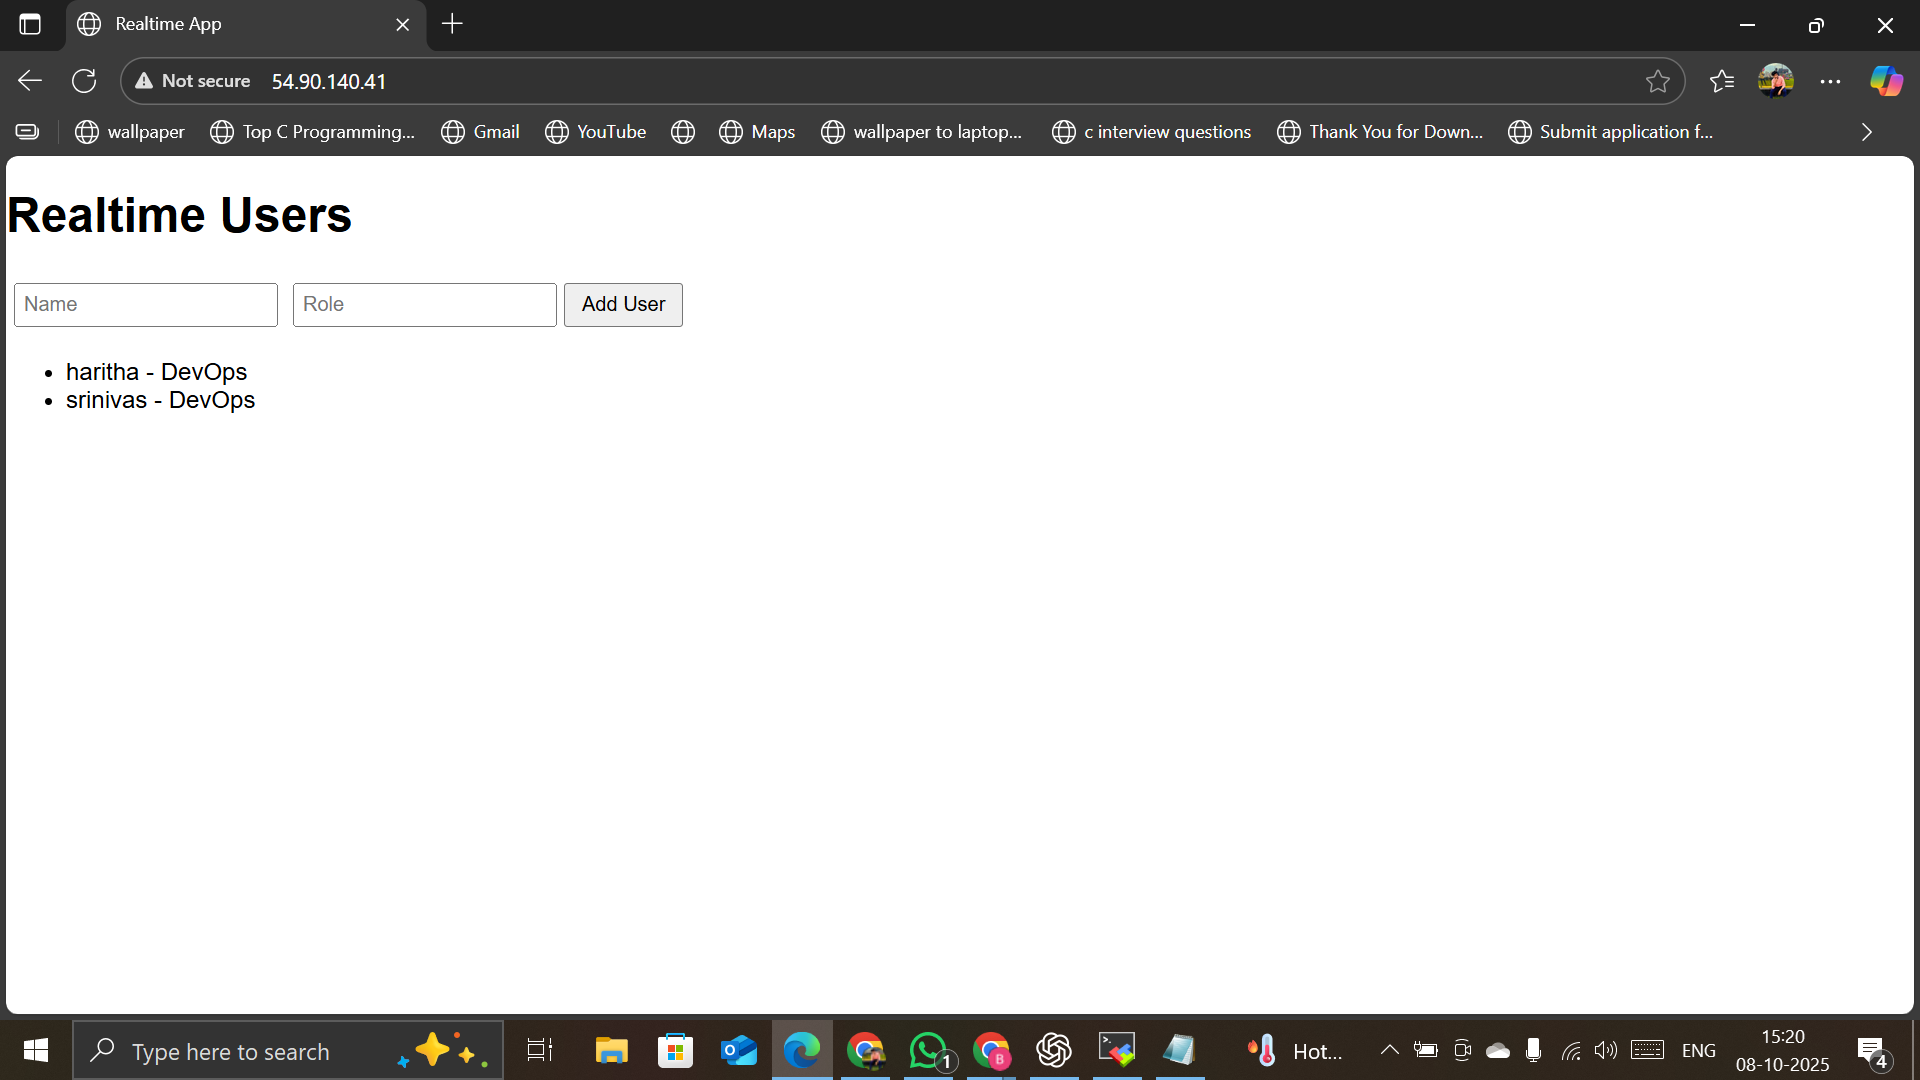 Realtime App
Not secure 54.90.140.41
wallpaper Top C Programming... Gmail YouTube Maps wallpaper to laptop... c interview questions Thank You for Down... Submit application f...
Realtime Users
Name Role Add User
• haritha - DevOps
• srinivas - DevOps
Type here to search
1
B
Hot...
ENG
15:20
08-10-2025
4